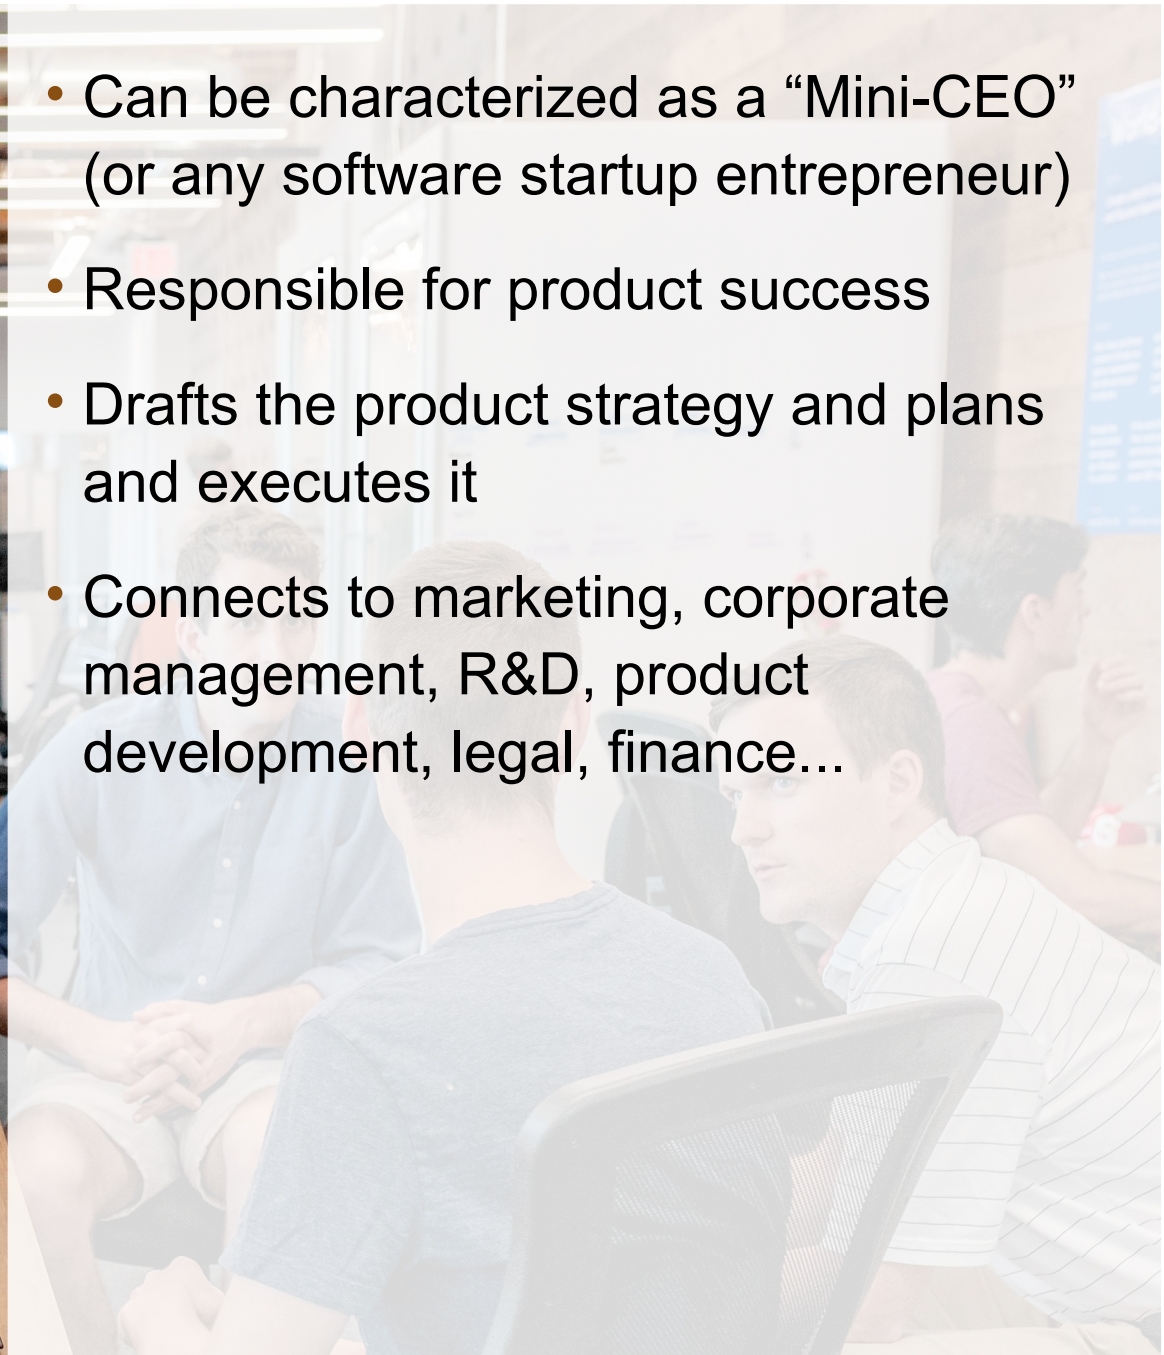 • Can be characterized as a “Mini-CEO”
(or any software startup entrepreneur)
• Responsible for product success
• Drafts the product strategy and plans
and executes it
• Connects to marketing, corporate
management, R&D, product
development, legal, finance...